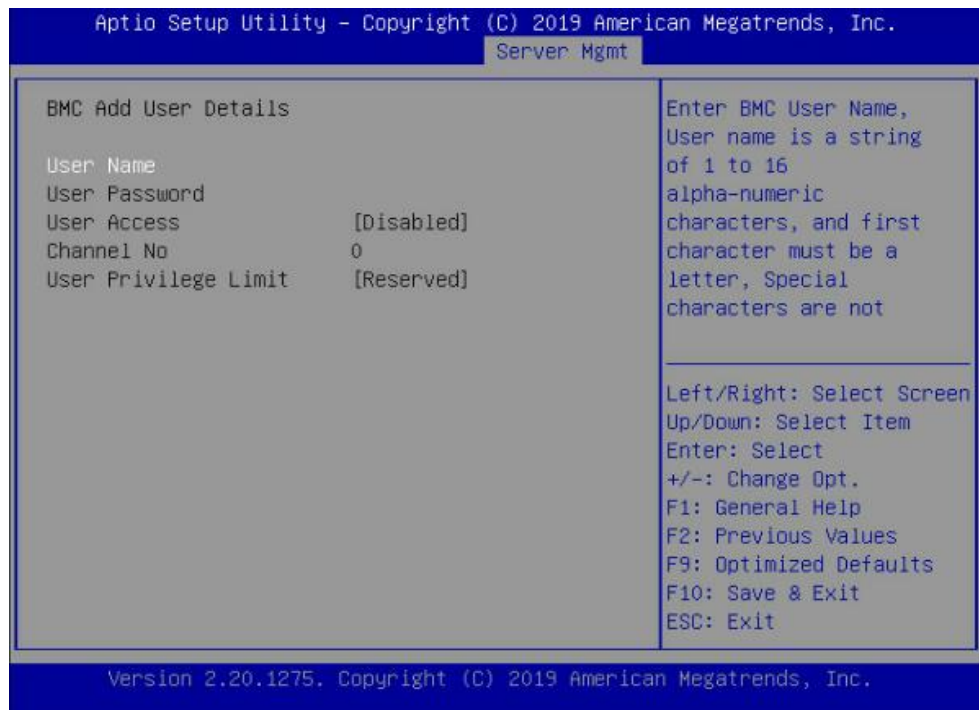 Aptio Setup Utility – Copyright (C) 2019 American Megatrends, Inc.
Server Mgmt
BMC Add User Details
User Name
User Password
User Access [Disabled]
Channel No 0
User Privilege Limit [Reserved]
Enter BMC User Name,
User name is a string
of 1 to 16
alpha-numeric
characters, and first
character must be a
letter, Special
characters are not
Left/Right: Select Screen
Up/Down: Select Item
Enter: Select
+/-: Change Opt.
F1: General Help
F2: Previous Values
F9: Optimized Defaults
F10: Save & Exit
ESC: Exit
Version 2.20.1275. Copyright (C) 2019 American Megatrends, Inc.